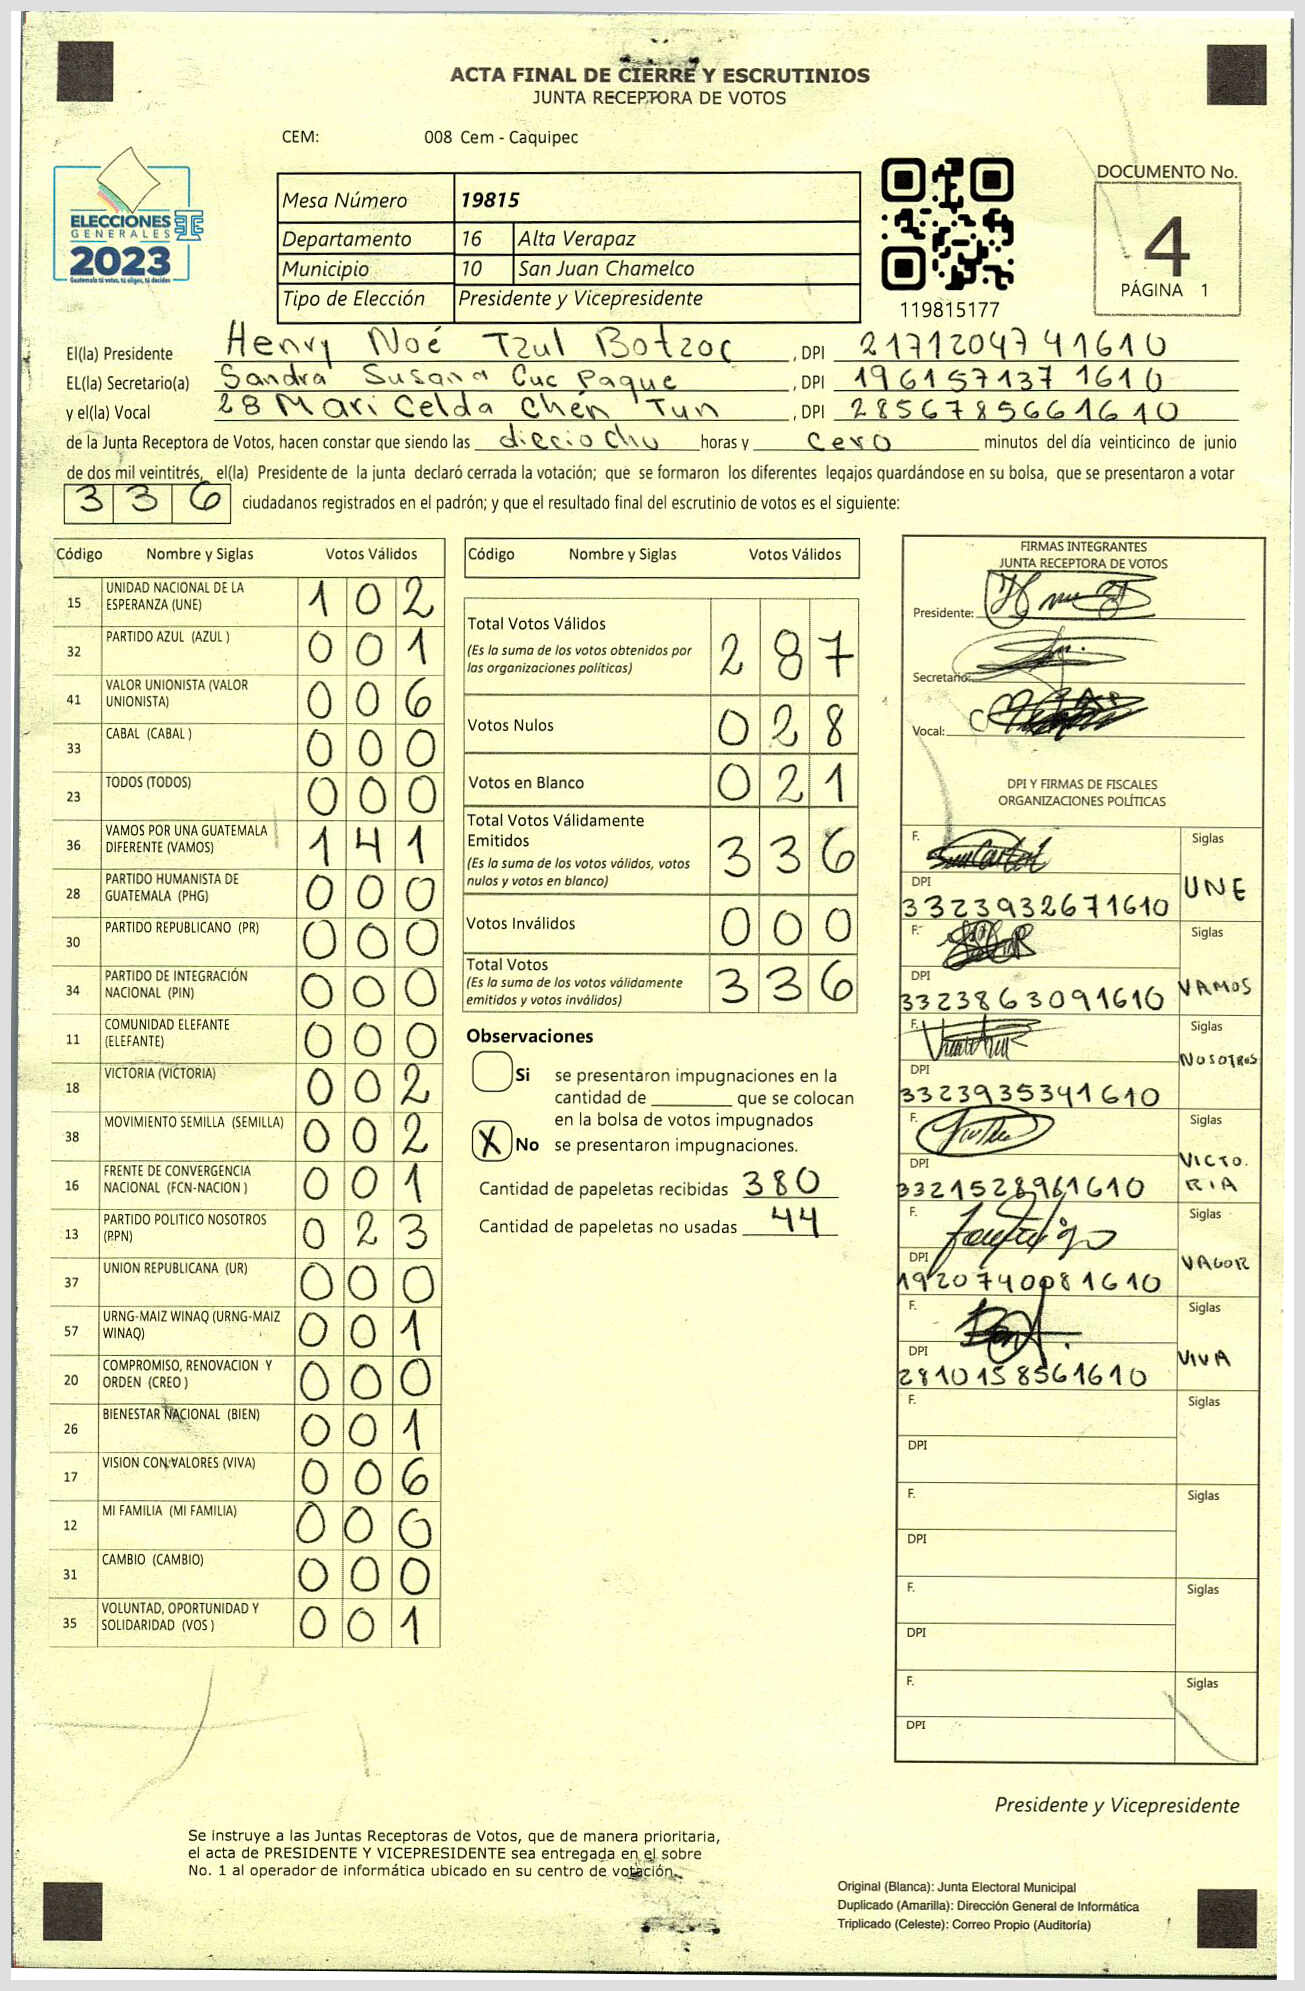 ACTA FINAL DE CIERRE Y ESCRUTINIOS
JUNTA RECEPTORA DE VOTOS
CEM: 008 Cem - Caquipec
ELECCIONES
GENERALES
2023
Guatemala tú votas, tú eliges, tú decides
Mesa Número 19815
Departamento 16 Alta Verapaz
Municipio 10 San Juan Chamelco
Tipo de Elección Presidente y Vicepresidente
119815177
DOCUMENTO No.
4
PÁGINA 1
El(la) Presidente Henry Noé Tzul Botzoc, DPI 2171204741610
EL(la) Secretario(a) Sandra Susana Cuc Paque, DPI 1961571371610
y el(la) Vocal 28 Mari Celda Chén Tun, DPI 2856785661610
de la Junta Receptora de Votos, hacen constar que siendo las dieciocho horas y cero minutos del día veinticinco de junio
de dos mil veintitrés, el(la) Presidente de la junta declaró cerrada la votación; que se formaron los diferentes legajos guardándose en su bolsa, que se presentaron a votar
336 ciudadanos registrados en el padrón; y que el resultado final del escrutinio de votos es el siguiente:
Código Nombre y Siglas Votos Válidos
15 UNIDAD NACIONAL DE LA ESPERANZA (UNE) 102
32 PARTIDO AZUL (AZUL ) 001
41 VALOR UNIONISTA (VALOR UNIONISTA) 006
33 CABAL (CABAL ) 000
23 TODOS (TODOS) 000
36 VAMOS POR UNA GUATEMALA DIFERENTE (VAMOS) 141
28 PARTIDO HUMANISTA DE GUATEMALA (PHG) 000
30 PARTIDO REPUBLICANO (PR) 000
34 PARTIDO DE INTEGRACIÓN NACIONAL (PIN) 000
11 COMUNIDAD ELEFANTE (ELEFANTE) 000
18 VICTORIA (VICTORIA) 002
38 MOVIMIENTO SEMILLA (SEMILLA) 002
16 FRENTE DE CONVERGENCIA NACIONAL (FCN-NACION ) 001
13 PARTIDO POLITICO NOSOTROS (PPN) 023
37 UNION REPUBLICANA (UR) 000
57 URNG-MAIZ WINAQ (URNG-MAIZ WINAQ) 001
20 COMPROMISO, RENOVACION Y ORDEN (CREO ) 000
26 BIENESTAR NACIONAL (BIEN) 001
17 VISION CON VALORES (VIVA) 006
12 MI FAMILIA (MI FAMILIA) 000
31 CAMBIO (CAMBIO) 000
35 VOLUNTAD, OPORTUNIDAD Y SOLIDARIDAD (VOS ) 001
Código Nombre y Siglas Votos Válidos
Total Votos Válidos 287
(Es la suma de los votos obtenidos por
las organizaciones políticas)
Votos Nulos 028
Votos en Blanco 021
Total Votos Válidamente
Emitidos 336
(Es la suma de los votos válidos, votos
nulos y votos en blanco)
Votos Inválidos 000
Total Votos 336
(Es la suma de los votos válidamente
emitidos y votos inválidos)
Observaciones
Si se presentaron impugnaciones en la
cantidad de ________ que se colocan
en la bolsa de votos impugnados
X No se presentaron impugnaciones.
Cantidad de papeletas recibidas 380
Cantidad de papeletas no usadas 44
FIRMAS INTEGRANTES
JUNTA RECEPTORA DE VOTOS
Presidente:
Secretario:
Vocal:
DPI Y FIRMAS DE FISCALES
ORGANIZACIONES POLÍTICAS
F. Siglas
DPI UNE
3323932671610
F. Siglas
DPI VAMOS
3323863091610
F. Siglas
DPI NOSOTROS
3323935341610
F. Siglas
DPI VICTORIA
3321528961610
F. Siglas
DPI VALOR
1920740081610
F. Siglas
DPI VIVA
2810158561610
F. Siglas
DPI
F. Siglas
DPI
F. Siglas
DPI
F. Siglas
DPI
Presidente y Vicepresidente
Se instruye a las Juntas Receptoras de Votos, que de manera prioritaria,
el acta de PRESIDENTE Y VICEPRESIDENTE sea entregada en el sobre
No. 1 al operador de informática ubicado en su centro de votación.
Original (Blanca): Junta Electoral Municipal
Duplicado (Amarilla): Dirección General de Informática
Triplicado (Celeste): Correo Propio (Auditoría)